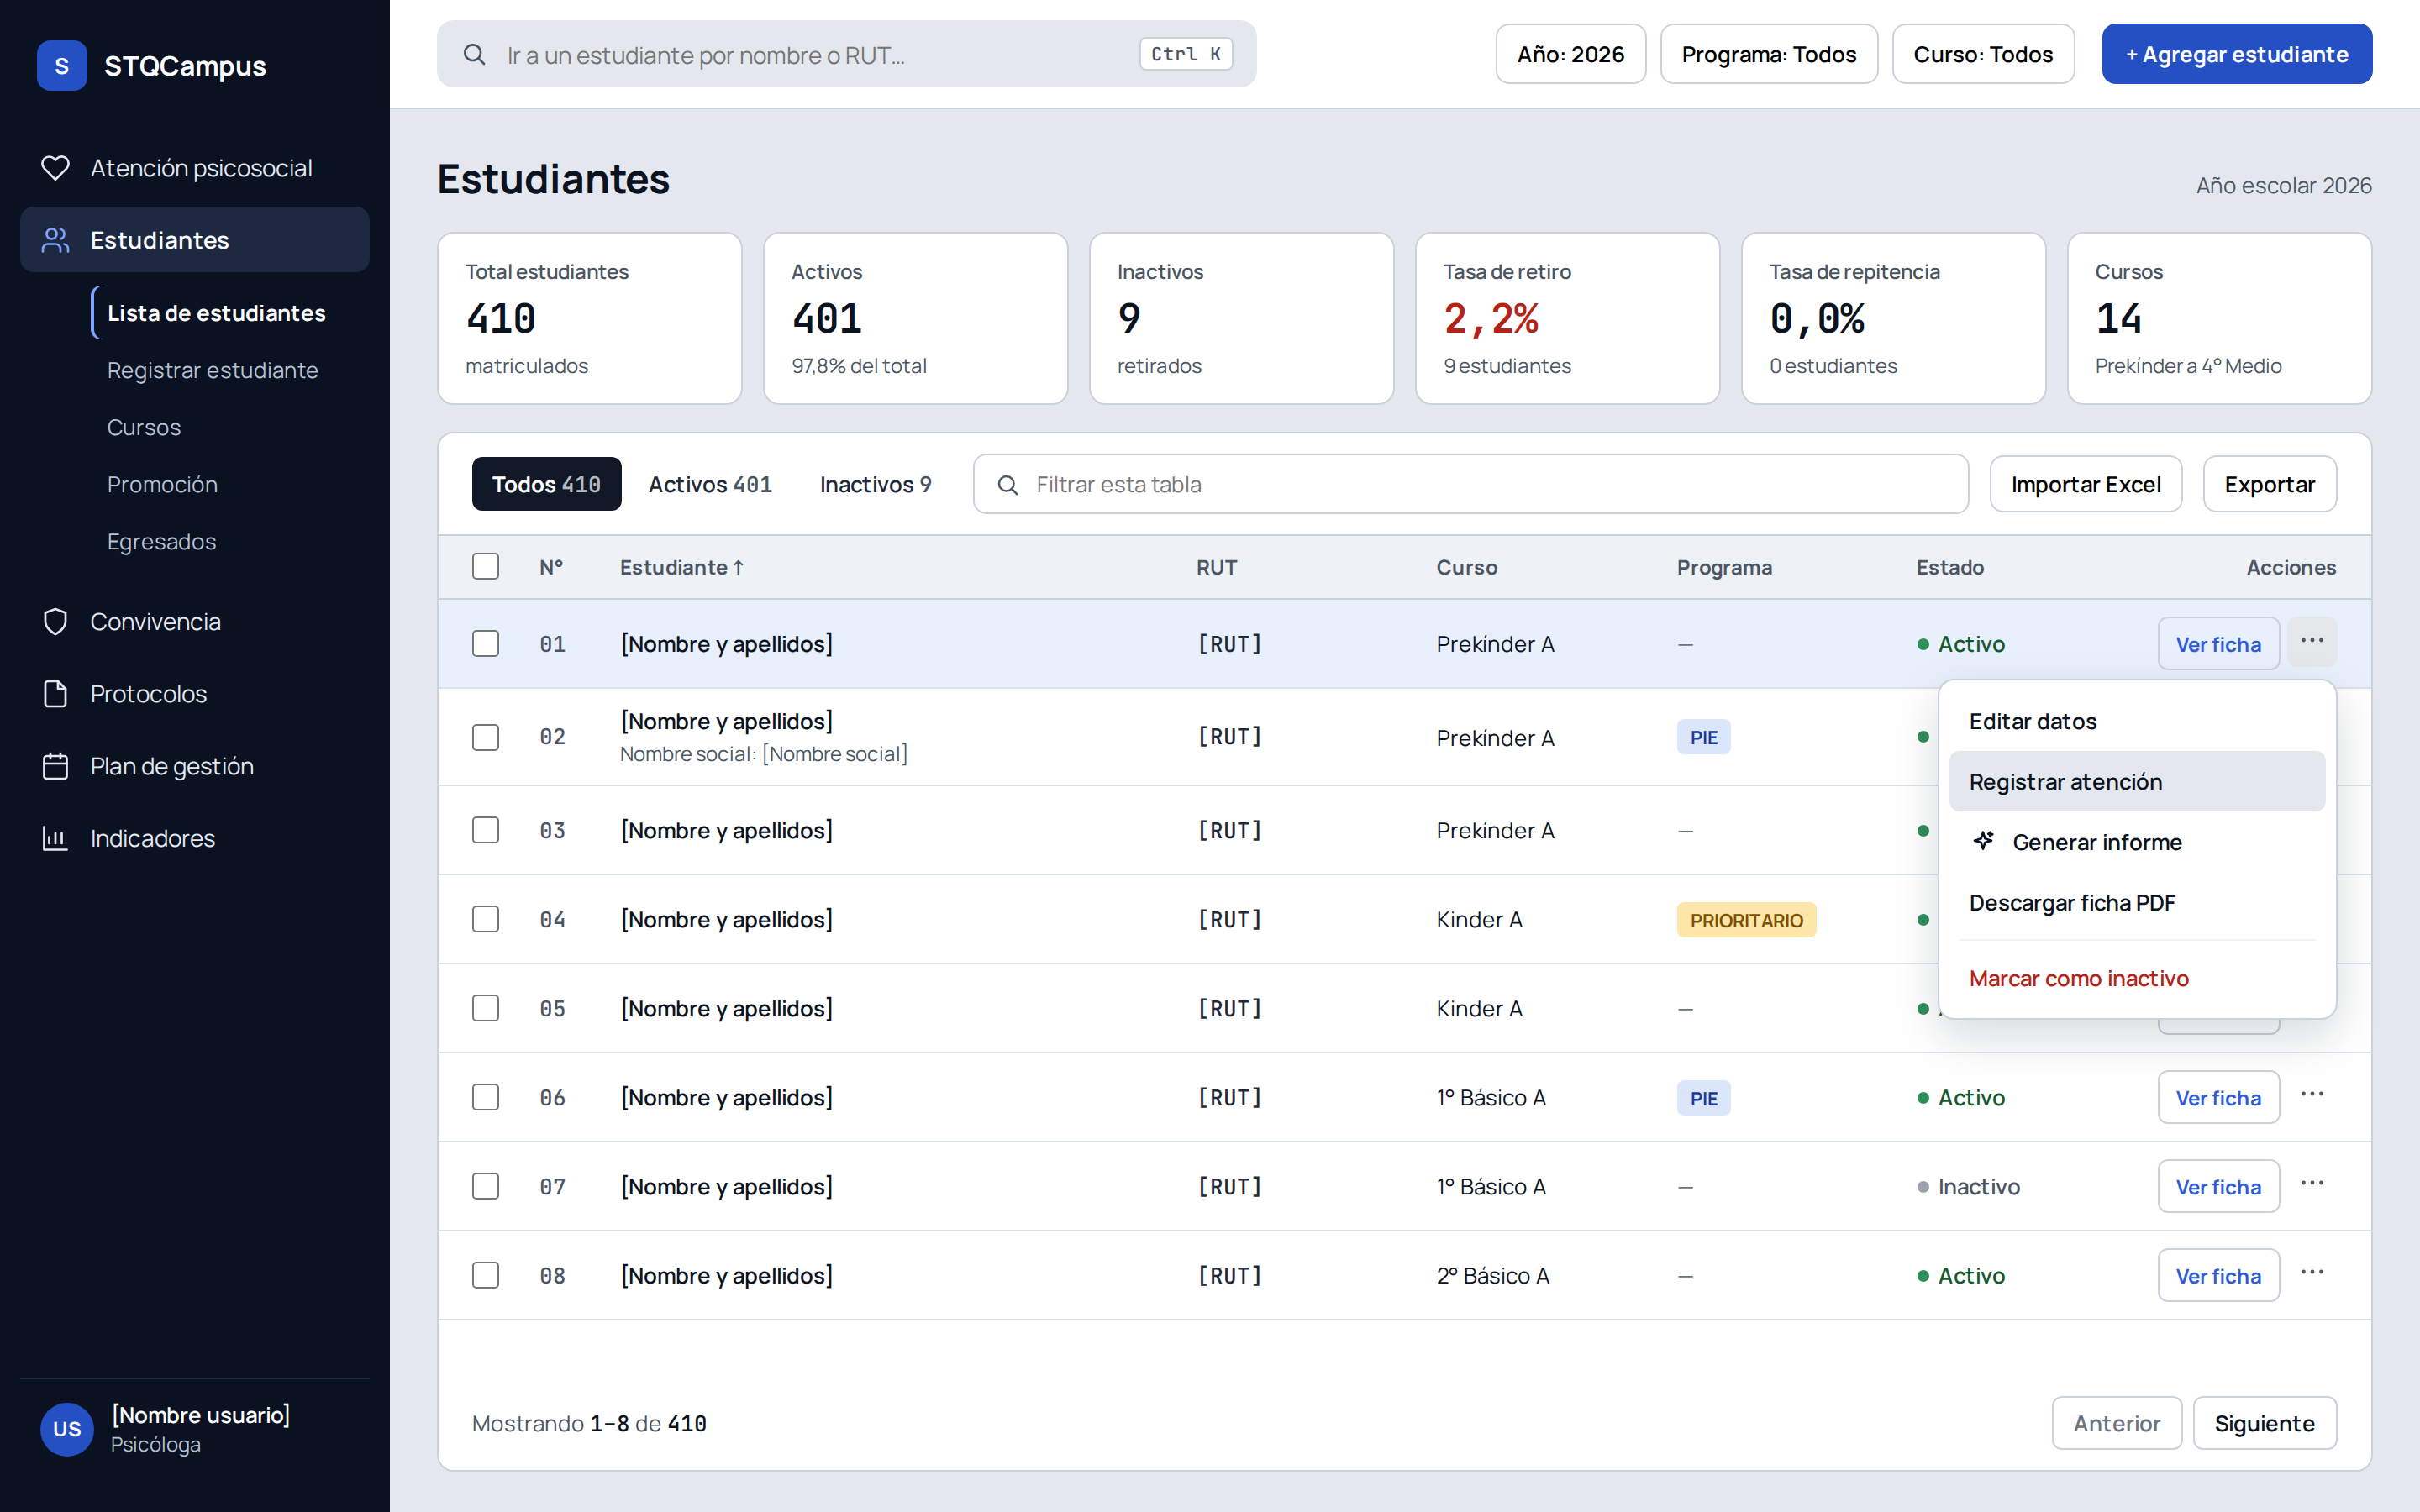 S STQCampus
Atención psicosocial
Estudiantes
Lista de estudiantes
Registrar estudiante
Cursos
Promoción
Egresados
Convivencia
Protocolos
Plan de gestión
Indicadores
US
[Nombre usuario]
Psicóloga
Ir a un estudiante por nombre o RUT... Ctrl K
Año: 2026 Programa: Todos Curso: Todos + Agregar estudiante
Estudiantes
Año escolar 2026
Total estudiantes
410
matriculados
Activos
401
97,8% del total
Inactivos
9
retirados
Tasa de retiro
2,2%
9 estudiantes
Tasa de repitencia
0,0%
0 estudiantes
Cursos
14
Prekínder a 4° Medio
Todos 410 Activos 401 Inactivos 9 Filtrar esta tabla Importar Excel Exportar
N° Estudiante ↑ RUT Curso Programa Estado Acciones
01 [Nombre y apellidos] [RUT] Prekínder A — Activo Ver ficha ···
02 [Nombre y apellidos] [RUT] Prekínder A PIE
Nombre social: [Nombre social]
03 [Nombre y apellidos] [RUT] Prekínder A —
04 [Nombre y apellidos] [RUT] Kinder A PRIORITARIO
05 [Nombre y apellidos] [RUT] Kinder A —
06 [Nombre y apellidos] [RUT] 1° Básico A PIE Activo Ver ficha ···
07 [Nombre y apellidos] [RUT] 1° Básico A — Inactivo Ver ficha ···
08 [Nombre y apellidos] [RUT] 2° Básico A — Activo Ver ficha ···
Editar datos
Registrar atención
Generar informe
Descargar ficha PDF
Marcar como inactivo
Mostrando 1–8 de 410
Anterior Siguiente